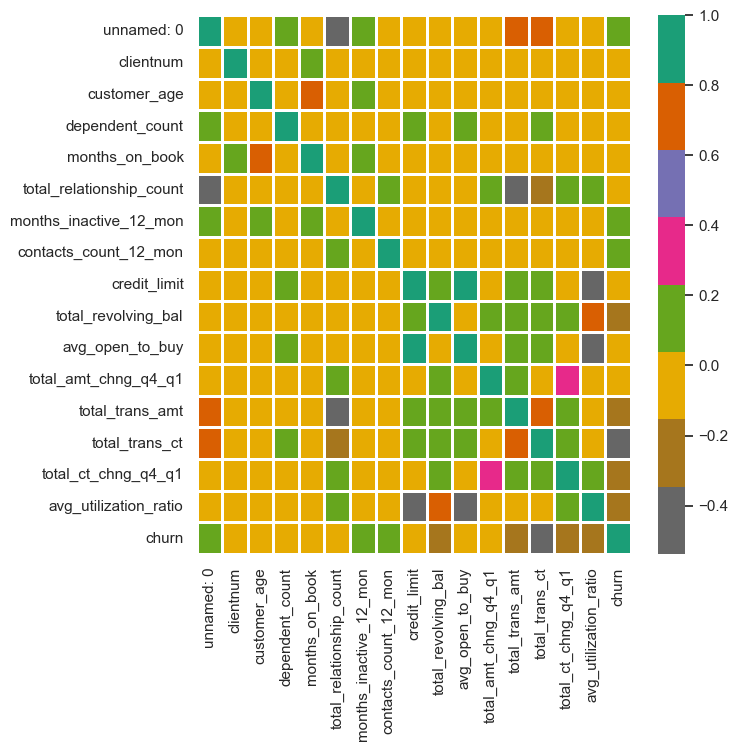 unnamed: 0
clientnum
customer_age
dependent_count
months_on_book
total_relationship_count
months_inactive_12_mon
contacts_count_12_mon
credit_limit
total_revolving_bal
avg_open_to_buy
total_amt_chng_q4_q1
total_trans_amt
total_trans_ct
total_ct_chng_q4_q1
avg_utilization_ratio
churn
unnamed: 0
clientnum
customer_age
dependent_count
months_on_book
total_relationship_count
months_inactive_12_mon
contacts_count_12_mon
credit_limit
total_revolving_bal
avg_open_to_buy
total_amt_chng_q4_q1
total_trans_amt
total_trans_ct
total_ct_chng_q4_q1
avg_utilization_ratio
churn
1.0
0.8
0.6
0.4
0.2
0.0
−0.2
−0.4